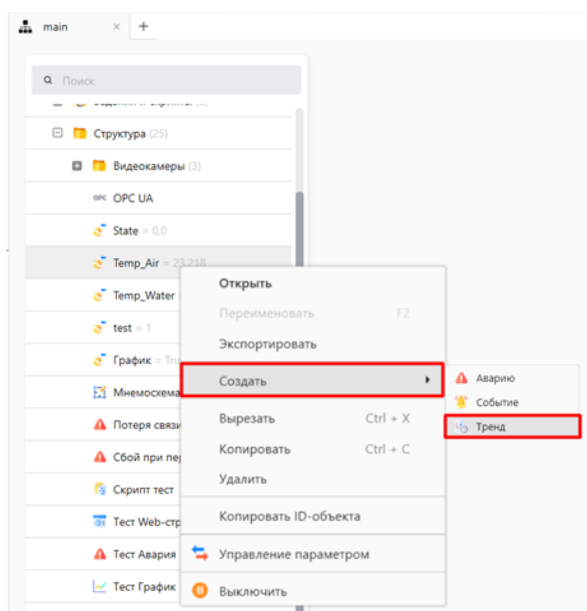 main × +
Поиск
Структура (25)
Видеокамеры (3)
OPC OPC UA
State = 0,0
Temp_Air = 23,218
Temp_Water
test = 1
График = Tru
Мнемосхема
Потеря связи
Сбой при пе
Скрипт тест
Тест Web-стр
Тест Авария
Тест График
Открыть
Переименовать F2
Экспортировать
Создать
Вырезать Ctrl + X
Копировать Ctrl + C
Удалить
Копировать ID-объекта
Управление параметром
Выключить
Аварию
Событие
Тренд